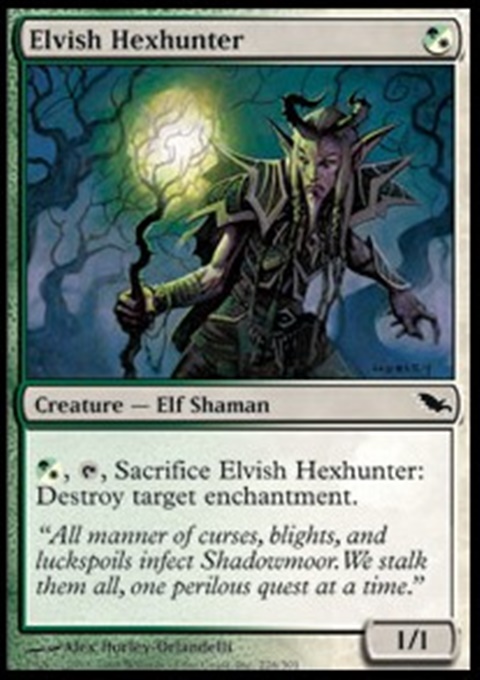 Elvish Hexhunter
HORLEY
Creature — Elf Shaman
, , Sacrifice Elvish Hexhunter:
Destroy target enchantment.
“All manner of curses, blights, and
luckspoils infect Shadowmoor. We stalk
them all, one perilous quest at a time.”
Alex Horley-Orlandelli
1/1